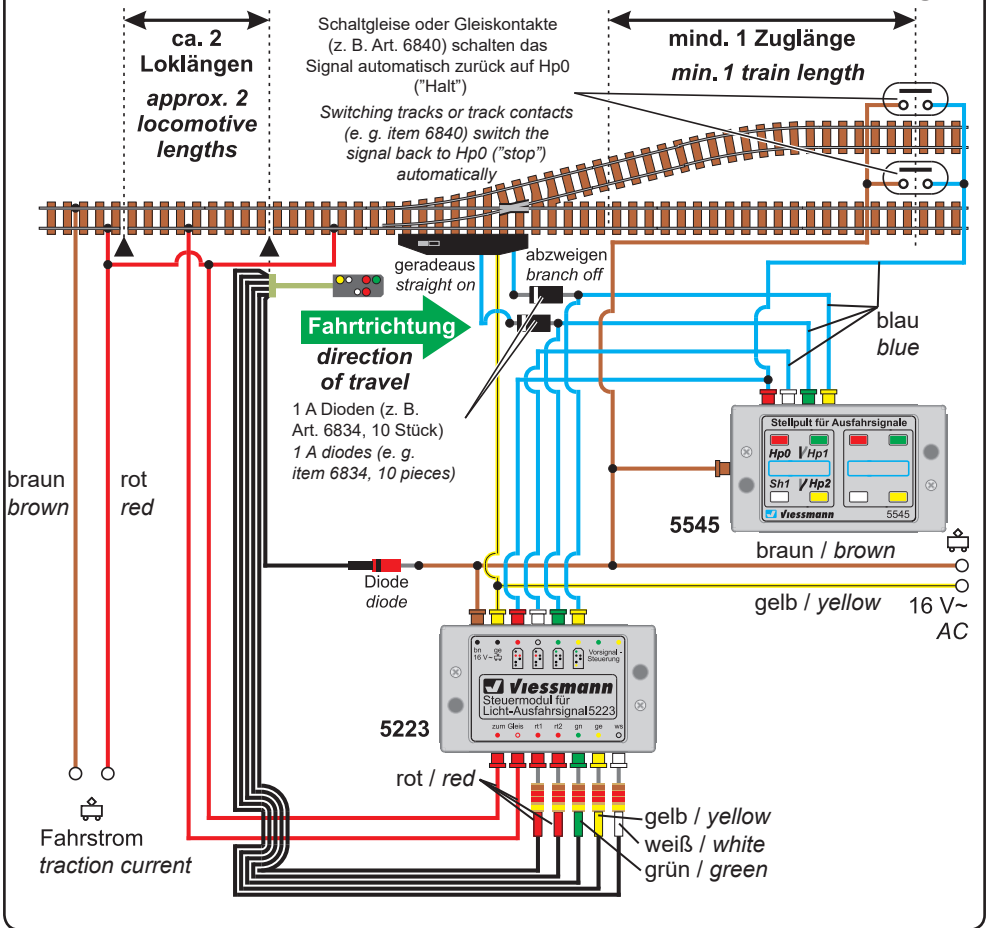 ca. 2
Loklängen
approx. 2
locomotive
lengths
Schaltgleise oder Gleiskontakte
(z. B. Art. 6840) schalten das
Signal automatisch zurück auf Hp0
("Halt")
Switching tracks or track contacts
(e. g. item 6840) switch the
signal back to Hp0 ("stop")
automatically
mind. 1 Zuglänge
min. 1 train length
geradeaus
straight on
abzweigen
branch off
Fahrtrichtung
direction
of travel
1 A Dioden (z. B.
Art. 6834, 10 Stück)
1 A diodes (e. g.
item 6834, 10 pieces)
blau
blue
braun
brown
rot
red
Stellpult für Ausfahrsignale
Hp0 Hp1
Sh1 Hp2
Viessmann 5545
5545
braun / brown
gelb / yellow
16 V~
AC
Diode
diode
bn ge
16 V~
Vorsignal-
Steuerung
Viessmann
Steuermodul für
Licht-Ausfahrsignal 5223
zum Gleis rt1 rt2 gn ge ws
5223
rot / red
gelb / yellow
weiß / white
grün / green
Fahrstrom
traction current